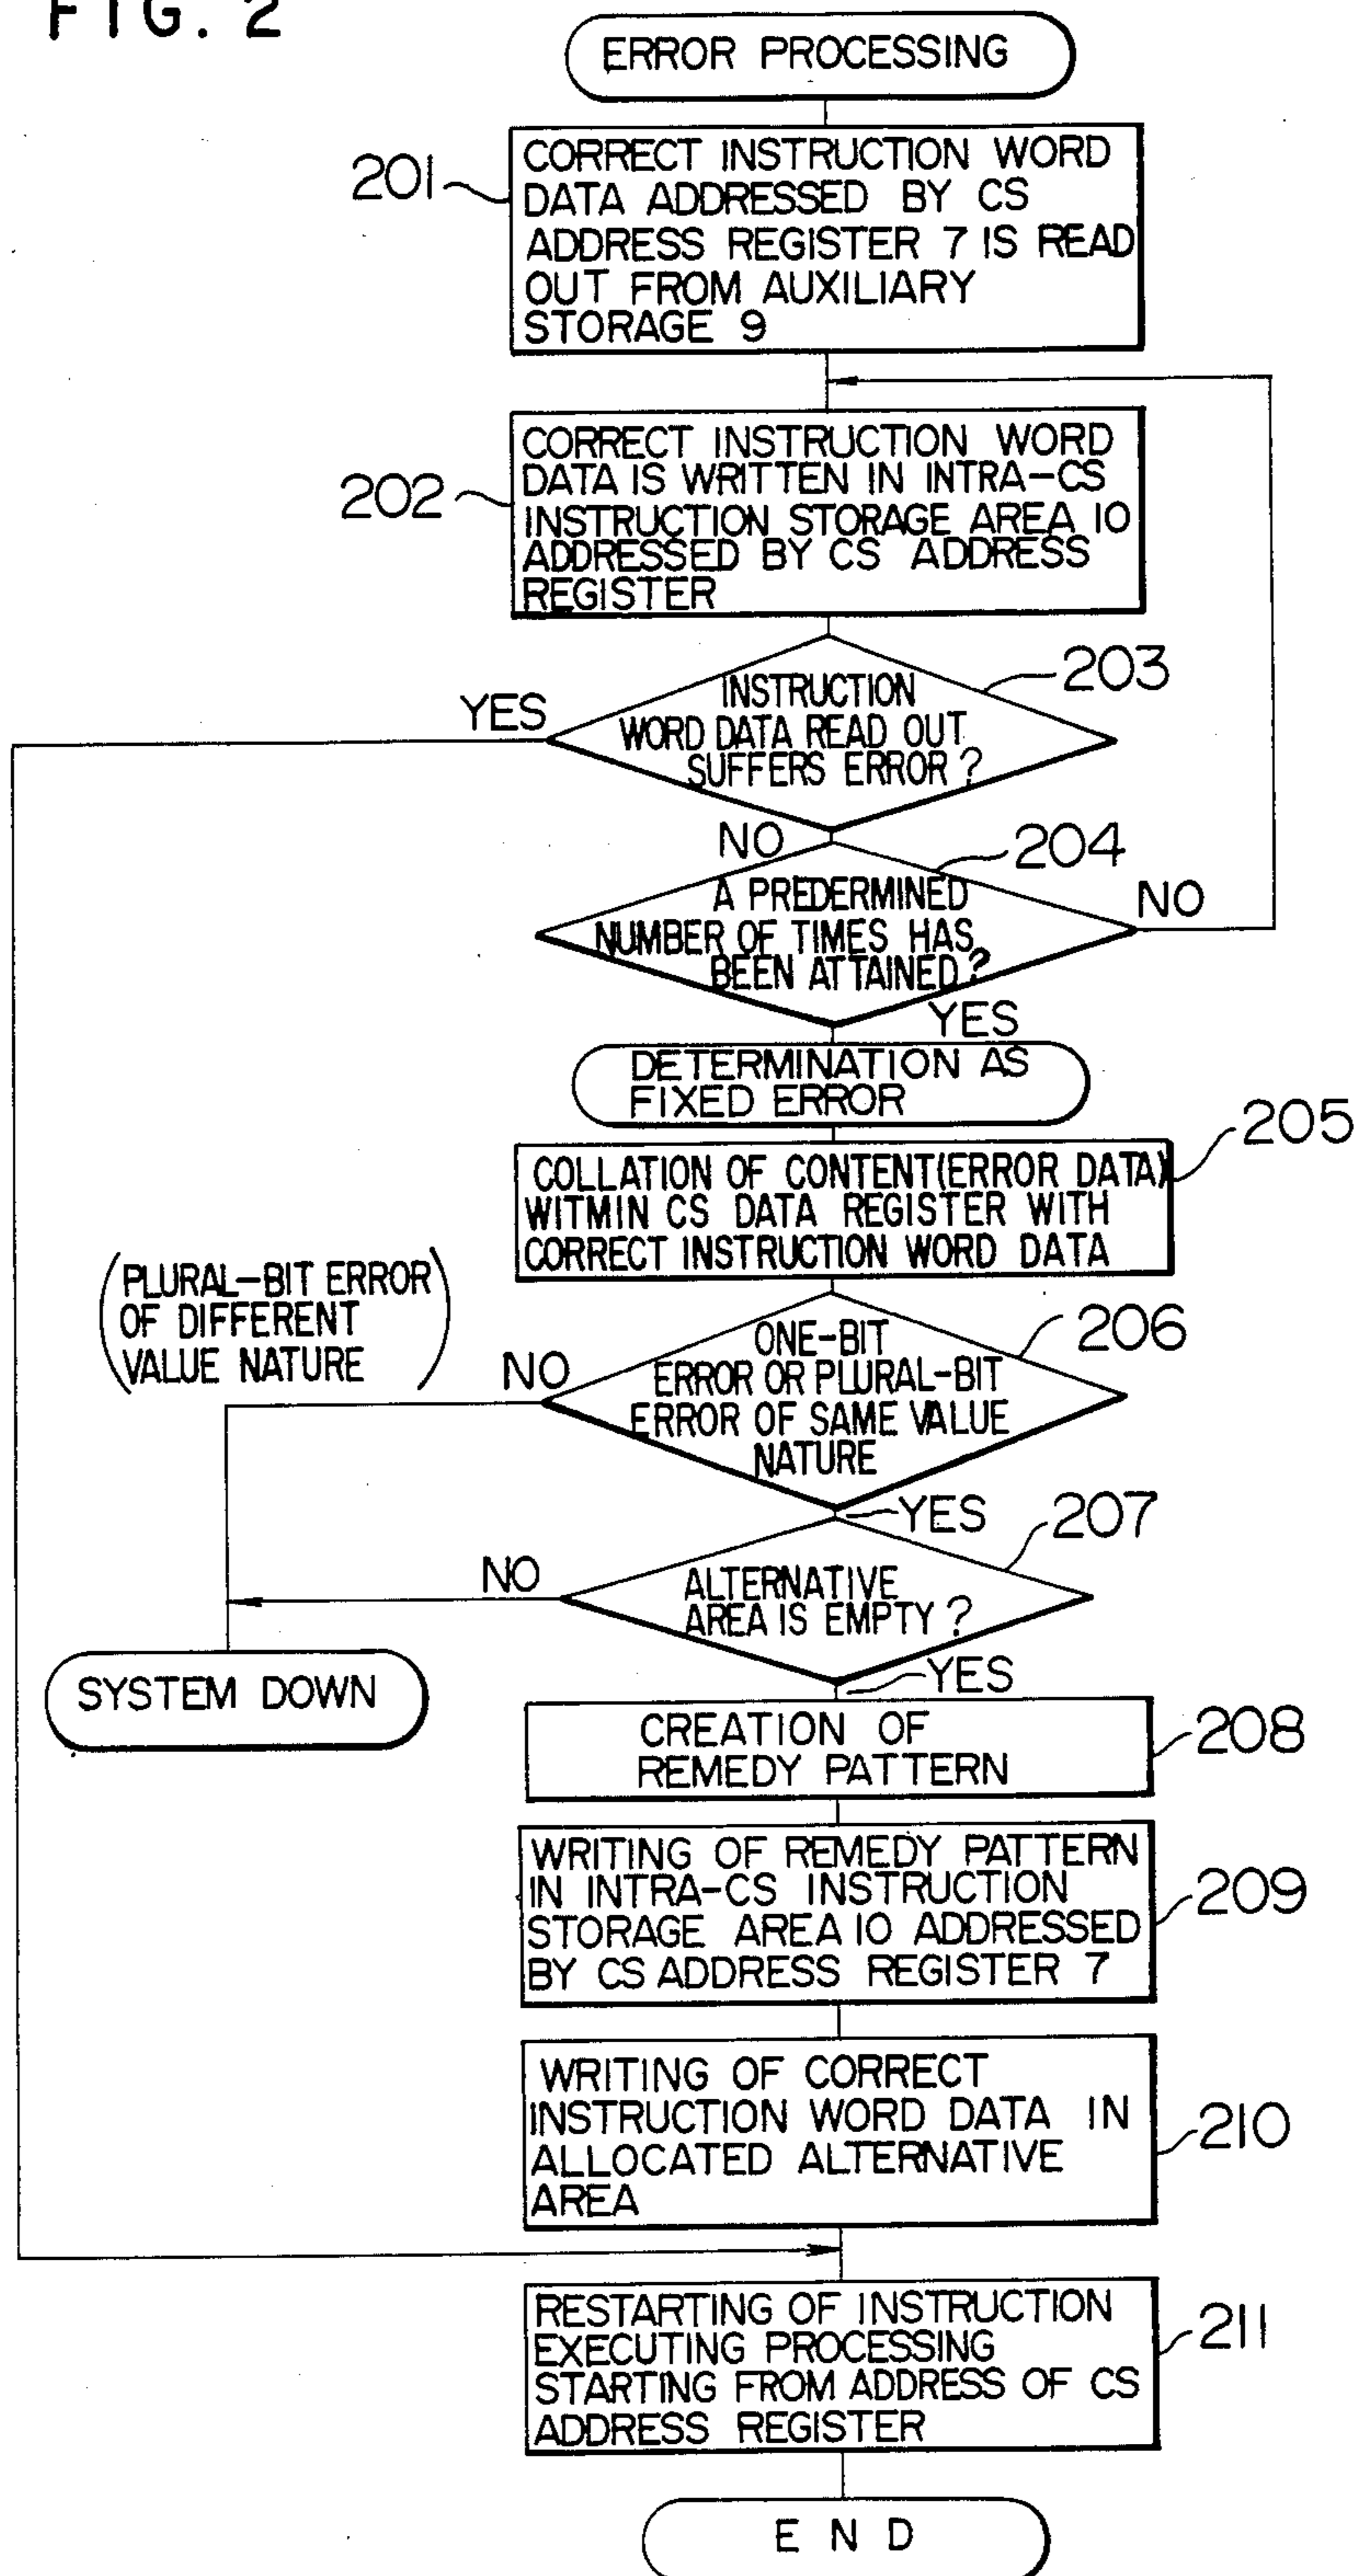 FIG. 2
ERROR PROCESSING
201
CORRECT INSTRUCTION WORD
DATA ADDRESSED BY CS
ADDRESS REGISTER 7 IS READ
OUT FROM AUXILIARY
STORAGE 9
202
CORRECT INSTRUCTION WORD
DATA IS WRITTEN IN INTRA-CS
INSTRUCTION STORAGE AREA 10
ADDRESSED BY CS ADDRESS
REGISTER
203
YES
INSTRUCTION
WORD DATA READ OUT
SUFFERS ERROR?
NO
204
A PREDERMINED
NUMBER OF TIMES HAS
BEEN ATTAINED?
NO
YES
DETERMINATION AS
FIXED ERROR
205
COLLATION OF CONTENT(ERROR DATA)
WITMIN CS DATA REGISTER WITH
CORRECT INSTRUCTION WORD DATA
(PLURAL-BIT ERROR
OF DIFFERENT
VALUE NATURE)
NO
206
ONE-BIT
ERROR OR PLURAL-BIT
ERROR OF SAME VALUE
NATURE
YES
207
NO
ALTERNATIVE
AREA IS EMPTY?
YES
SYSTEM DOWN
CREATION OF
REMEDY PATTERN
208
WRITING OF REMEDY PATTERN
IN INTRA-CS INSTRUCTION
STORAGE AREA 10 ADDRESSED
BY CS ADDRESS REGISTER 7
209
WRITING OF CORRECT
INSTRUCTION WORD DATA IN
ALLOCATED ALTERNATIVE
AREA
210
RESTARTING OF INSTRUCTION
EXECUTING PROCESSING
STARTING FROM ADDRESS OF CS
ADDRESS REGISTER
211
END